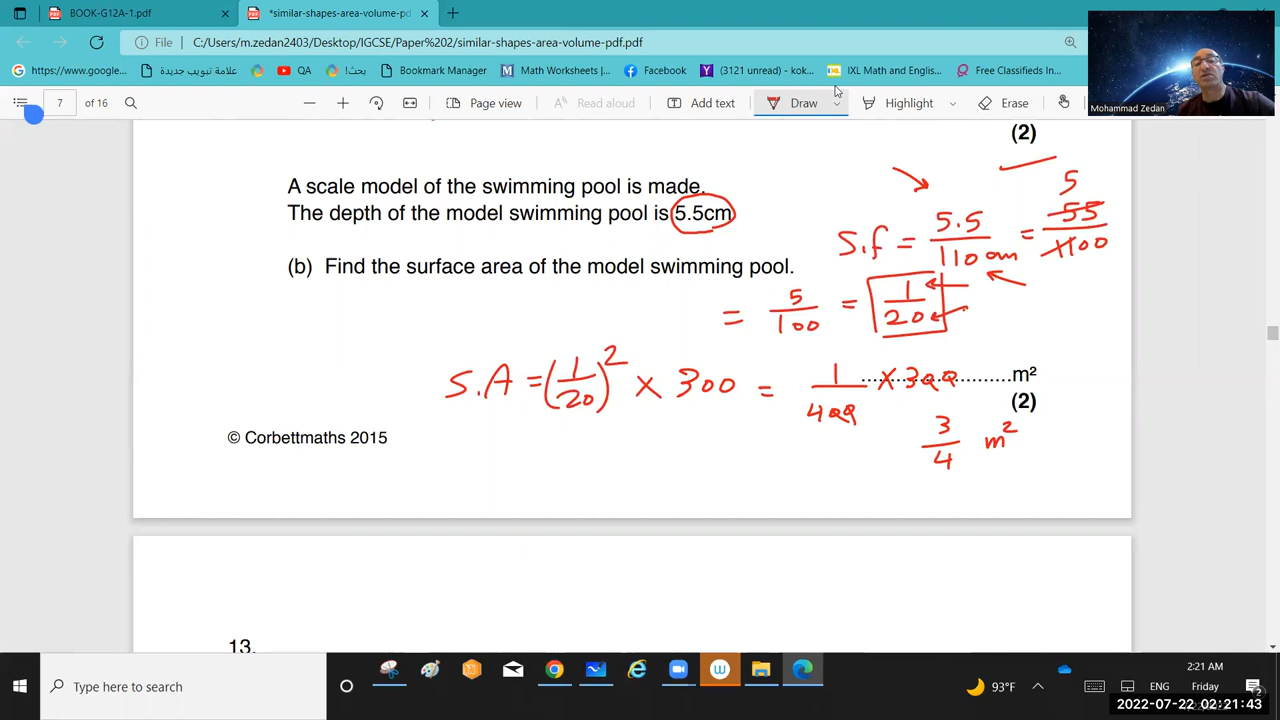 BOOK-G12A-1.pdf
*similar-shapes-area-volume-pd
File C:/Users/m.zedan2403/Desktop/IGCSE/Paper%202/similar-shapes-area-volume-pdf.pdf
https://www.google... علامة تبويب جديدة QA بحث! Bookmark Manager Math Worksheets |... Facebook (3121 unread) - kok... IXL Math and Englis... Free Classifieds In...
7 of 16 Page view Read aloud Add text Draw Highlight Erase
Mohammad Zedan
(2)
A scale model of the swimming pool is made.
The depth of the model swimming pool is 5.5cm
(b) Find the surface area of the model swimming pool.
5
S.f = 5.5/110 cm = 55/1100
= 5/100 = 1/20
S.A = (1/20)² × 300 = 1/400 × 300
...............................m²
(2)
3/4 m²
© Corbettmaths 2015
13.
Type here to search
93°F
ENG
2:21 AM
Friday
2022-07-22 02:21:43